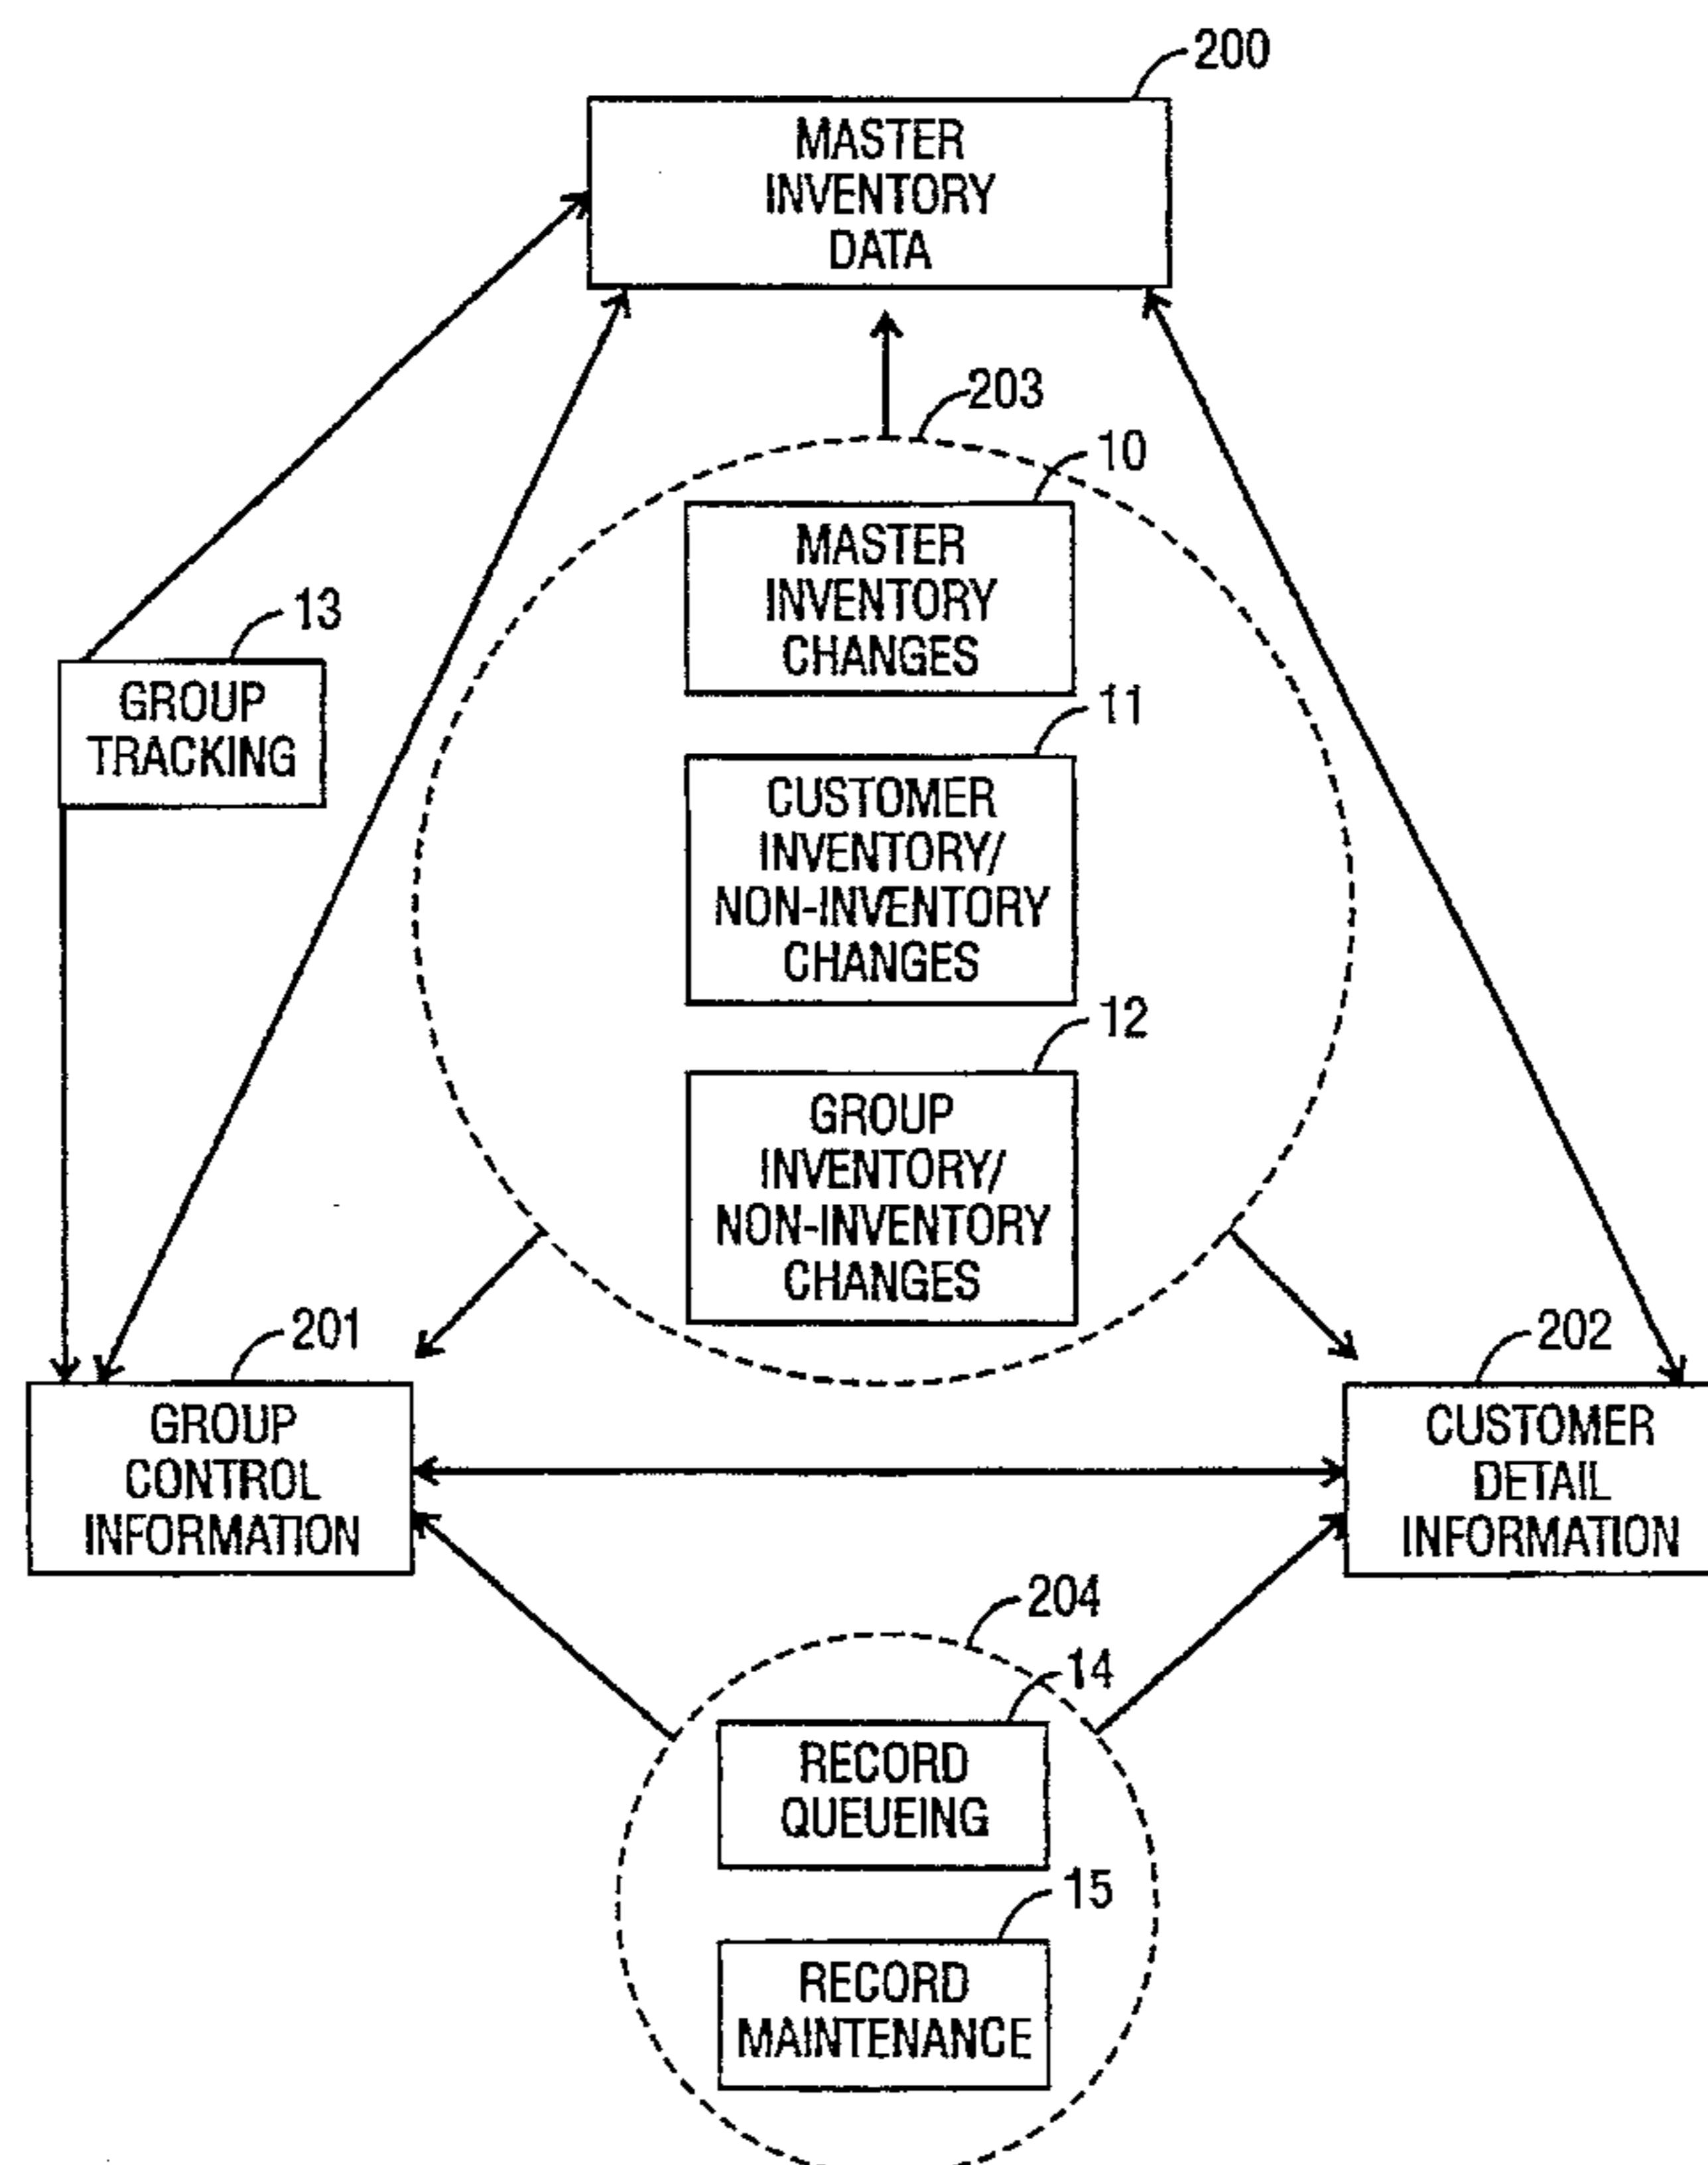 200
MASTER
INVENTORY
DATA
203
10
MASTER
INVENTORY
CHANGES
13
GROUP
TRACKING
11
CUSTOMER
INVENTORY/
NON-INVENTORY
CHANGES
12
GROUP
INVENTORY/
NON-INVENTORY
CHANGES
201
GROUP
CONTROL
INFORMATION
202
CUSTOMER
DETAIL
INFORMATION
204
14
RECORD
QUEUEING
15
RECORD
MAINTENANCE